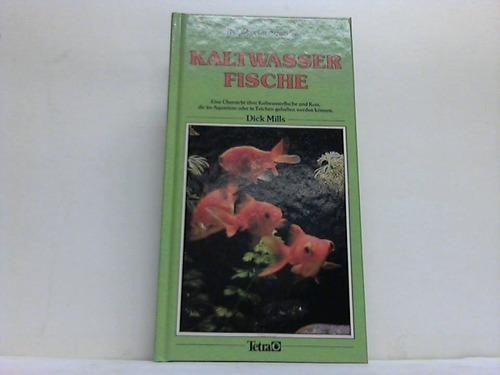 KALTWASSER
FISCHE
Eine Übersicht über Kaltwasserfische und Kois,
die im Aquarium oder in Teichen gehalten werden können.
Dick Mills
Tetra